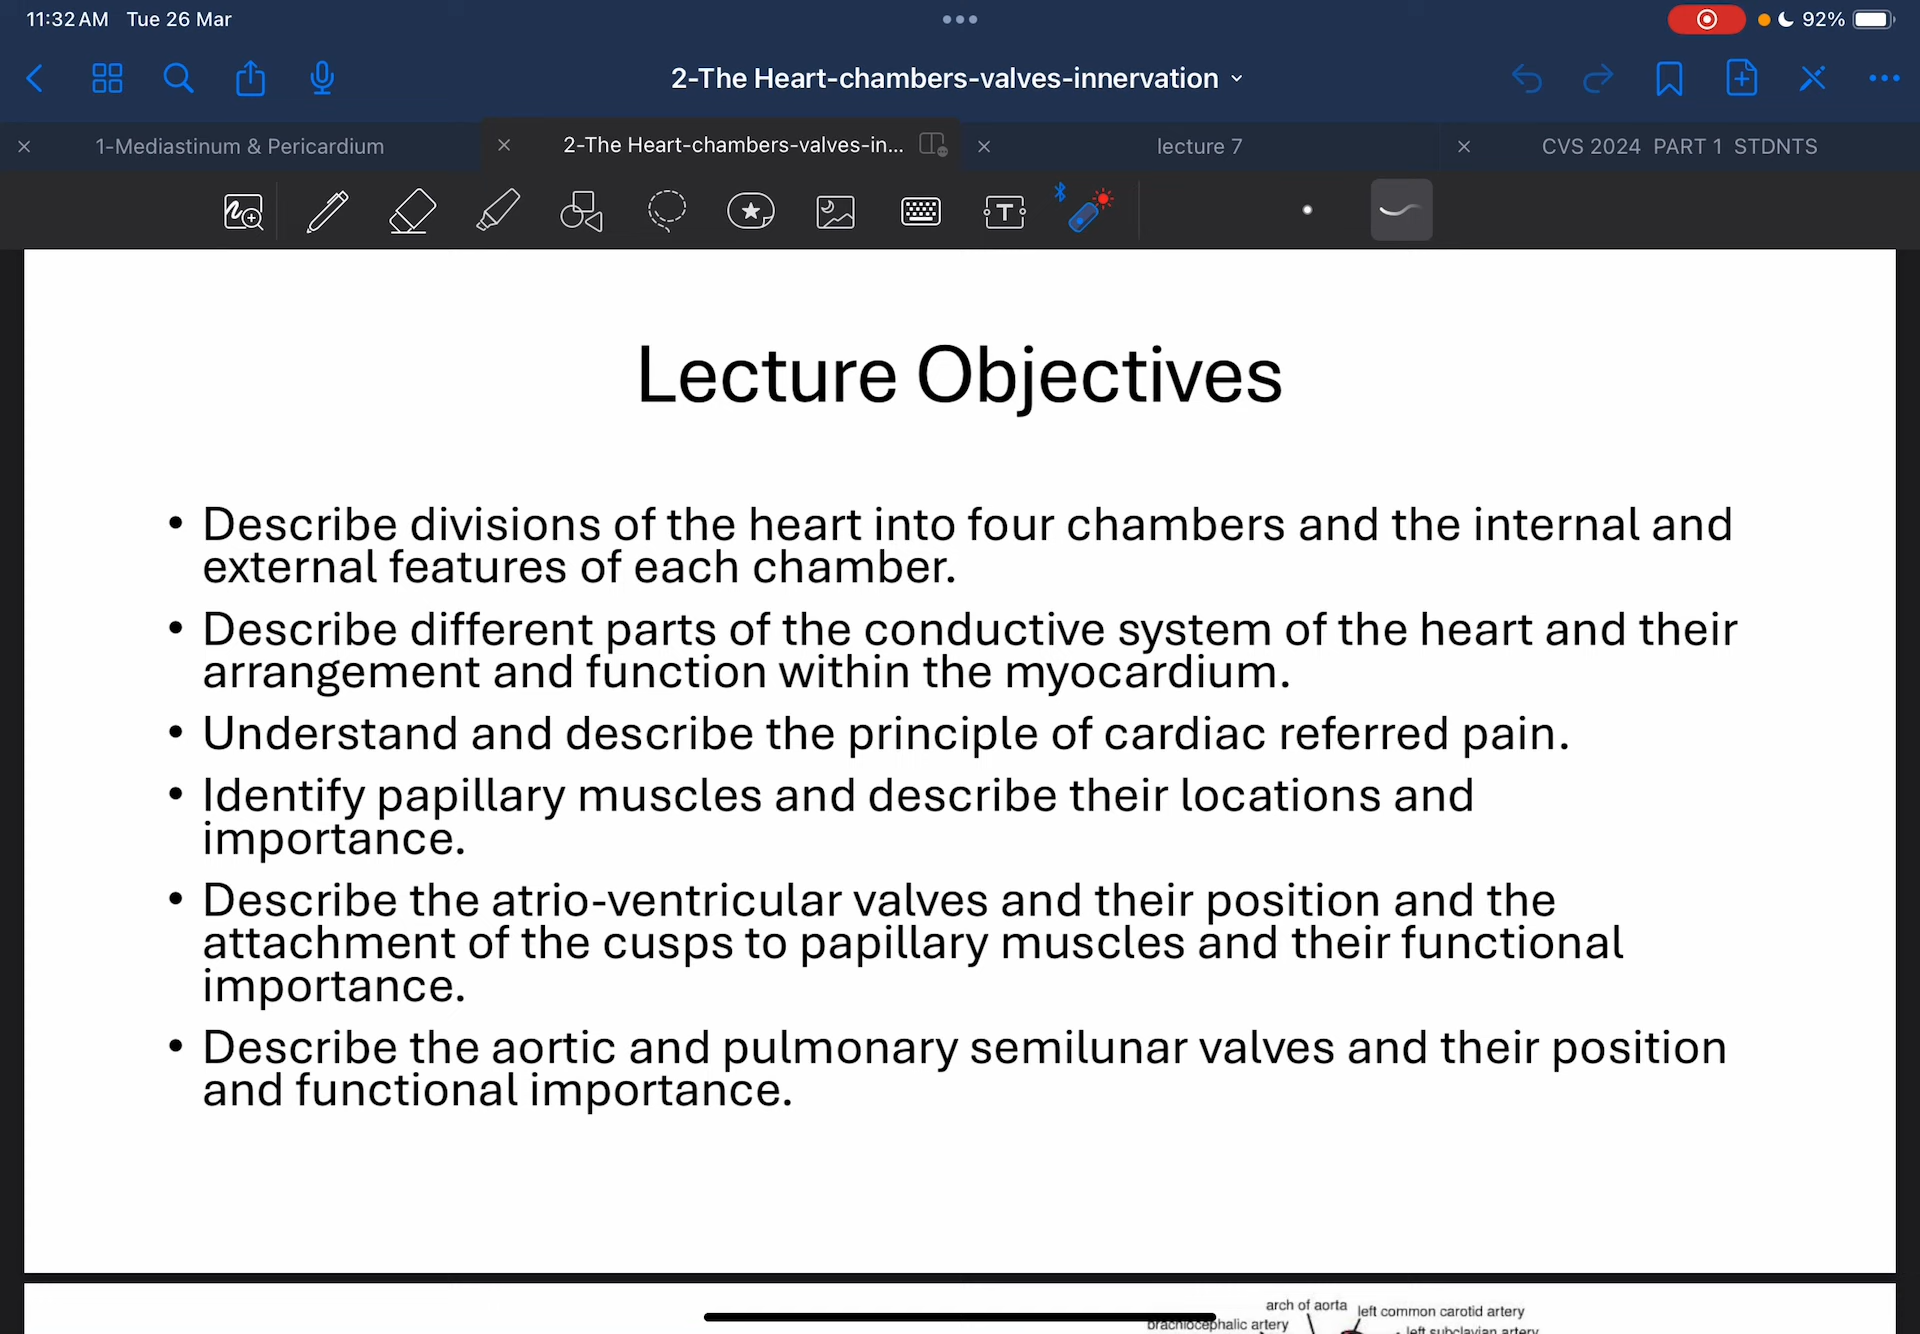 11:32 AM Tue 26 Mar
92%
2-The Heart-chambers-valves-innervation
1-Mediastinum & Pericardium
2-The Heart-chambers-valves-in...
lecture 7
CVS 2024 PART 1 STDNTS
T
Lecture Objectives
• Describe divisions of the heart into four chambers and the internal and
external features of each chamber.
• Describe different parts of the conductive system of the heart and their
arrangement and function within the myocardium.
• Understand and describe the principle of cardiac referred pain.
• Identify papillary muscles and describe their locations and
importance.
• Describe the atrio-ventricular valves and their position and the
attachment of the cusps to papillary muscles and their functional
importance.
• Describe the aortic and pulmonary semilunar valves and their position
and functional importance.
arch of aorta
left common carotid artery
brachiocephalic artery
left subclavian artery